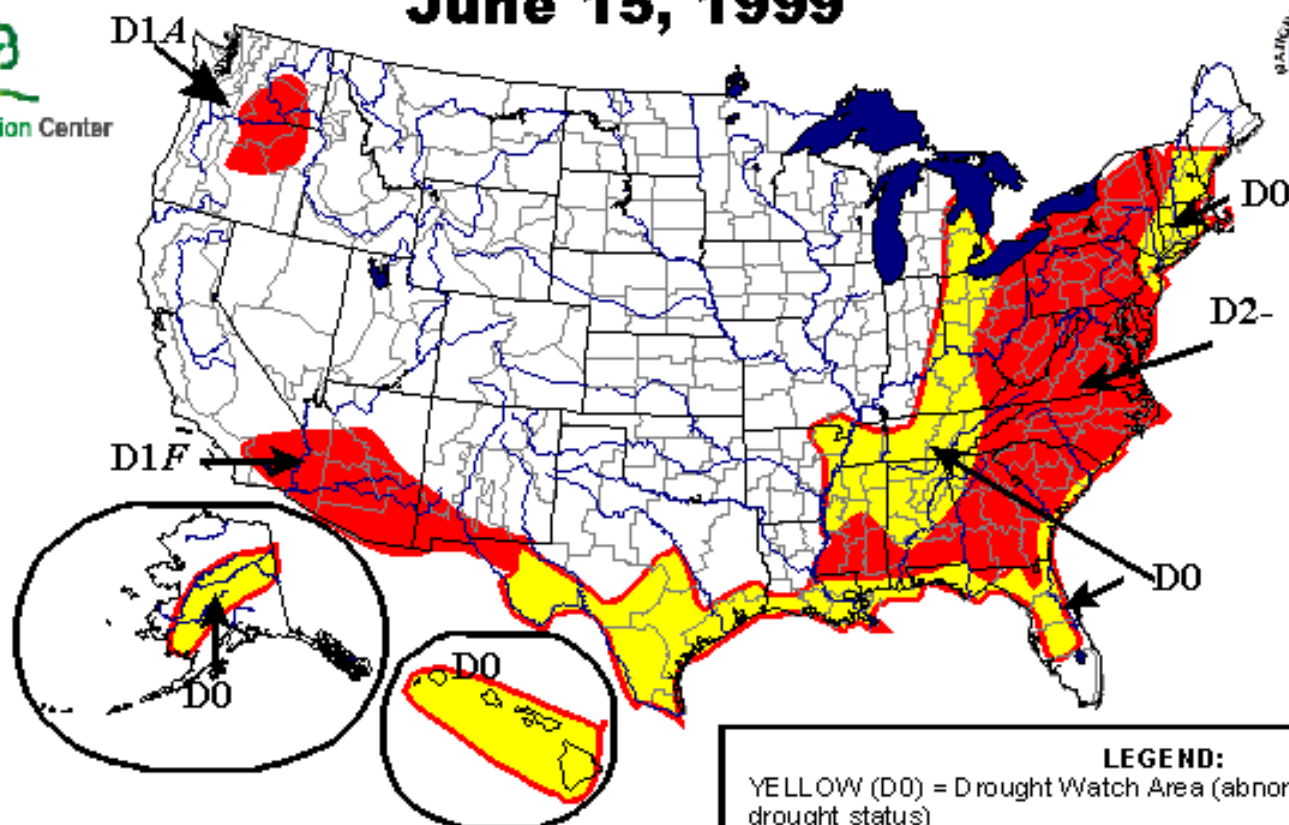 June 15, 1999
D1A
ion Center
D0
D2-
D1F
D0
D0
D0
LEGEND:
YELLOW (D0) = Drought Watch Area (abnor
drought status)